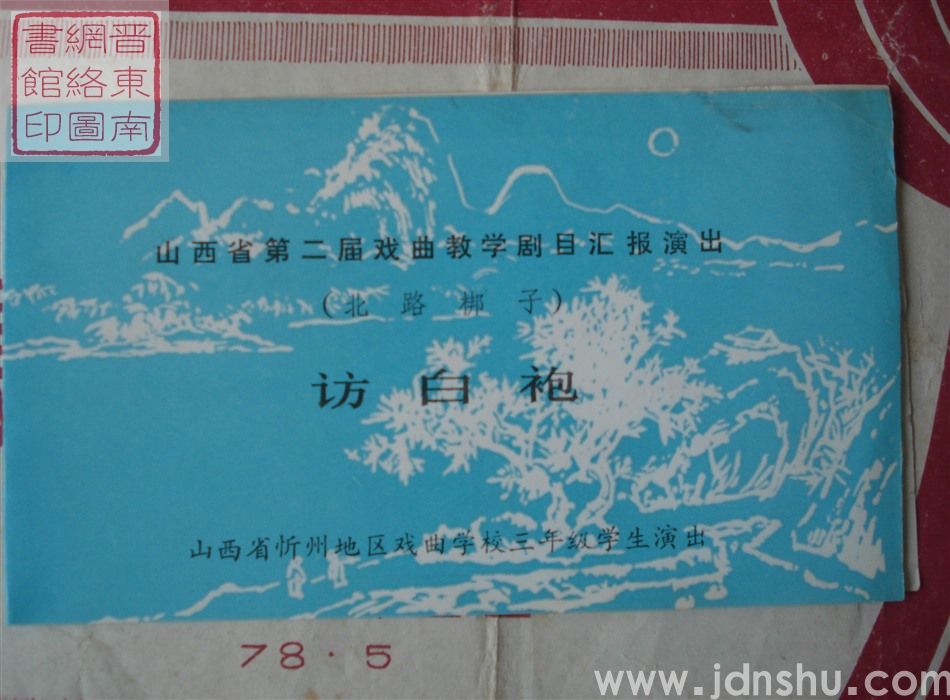 晋東南
網絡圖
書館印
山西省第二届戏曲教学剧目汇报演出
(北路梆子)
访白袍
山西省忻州地区戏曲学校三年级学生演出
78·5
www.jdnshu.com